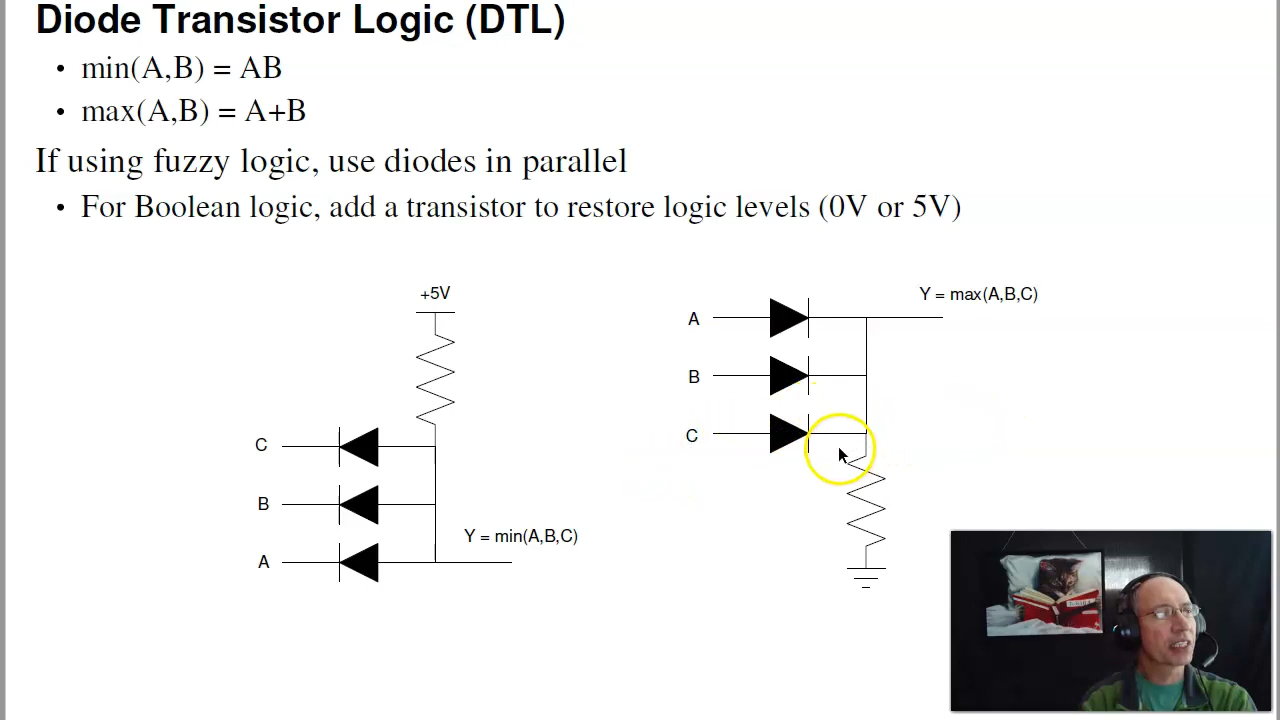 Diode Transistor Logic (DTL)
• min(A,B) = AB
• max(A,B) = A+B
If using fuzzy logic, use diodes in parallel
• For Boolean logic, add a transistor to restore logic levels (0V or 5V)
+5V
C
B
A
Y = min(A,B,C)
Y = max(A,B,C)
A
B
C